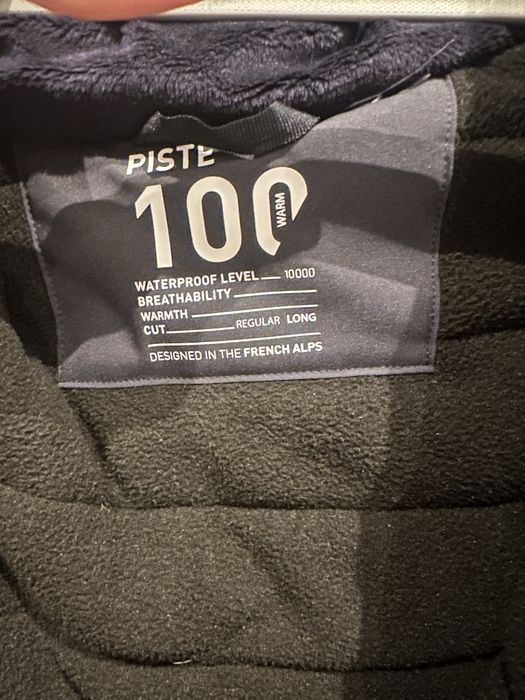 PISTE
100
WARM
WATERPROOF LEVEL 10000
BREATHABILITY
WARMTH
CUT REGULAR LONG
DESIGNED IN THE FRENCH ALPS